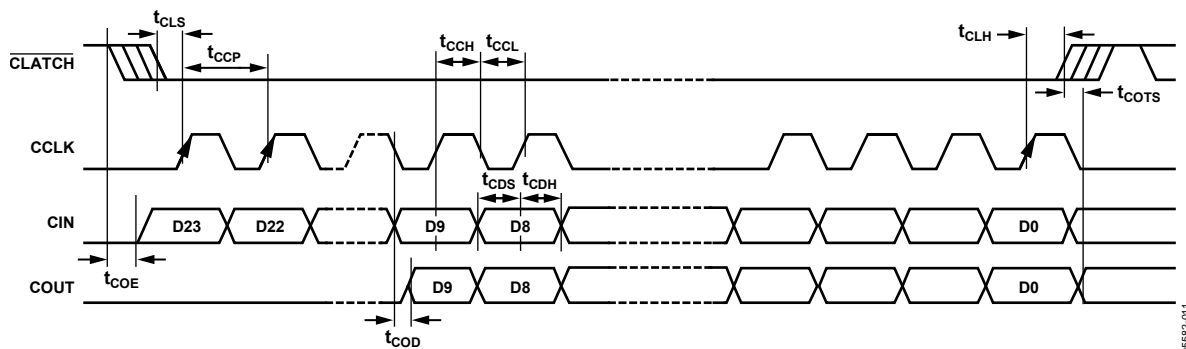 tCLS
tCCP
tCCH
tCCL
tCLH
CLATCH
tCOTS
CCLK
tCDS
tCDH
CIN
D23
D22
D9
D8
D0
tCOE
COUT
D9
D8
D0
tCOD